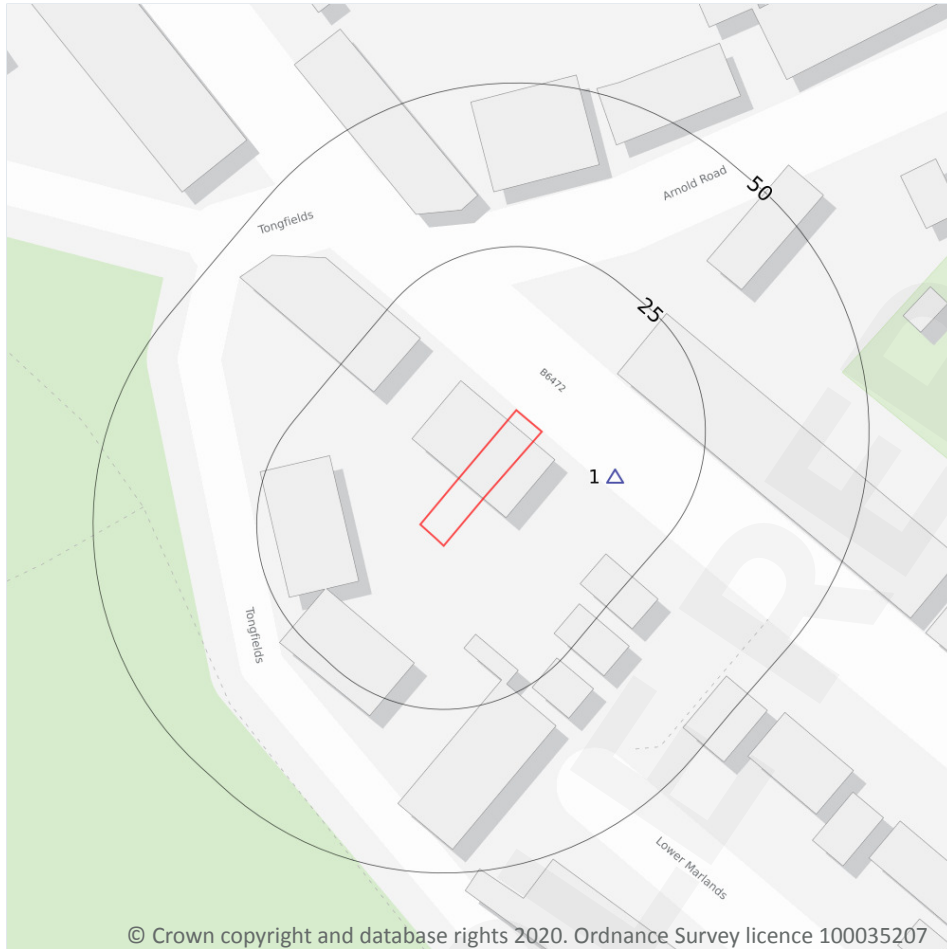 Arnold Road
50
Tongfields
25
B6472
1
Tongfields
Lower Marlands
© Crown copyright and database rights 2020. Ordnance Survey licence 100035207